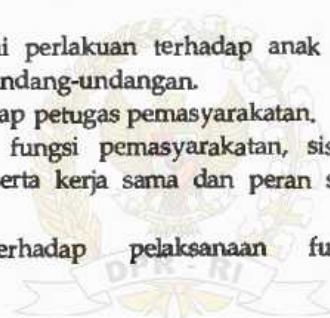 ni perlakuan terhadap anak
ndang-undangan.
ap petugas pemasyarakatan.
fungsi pemasyarakatan, sis
erta kerja sama dan peran s
erhadap pelaksanaan fu
DPR - RI